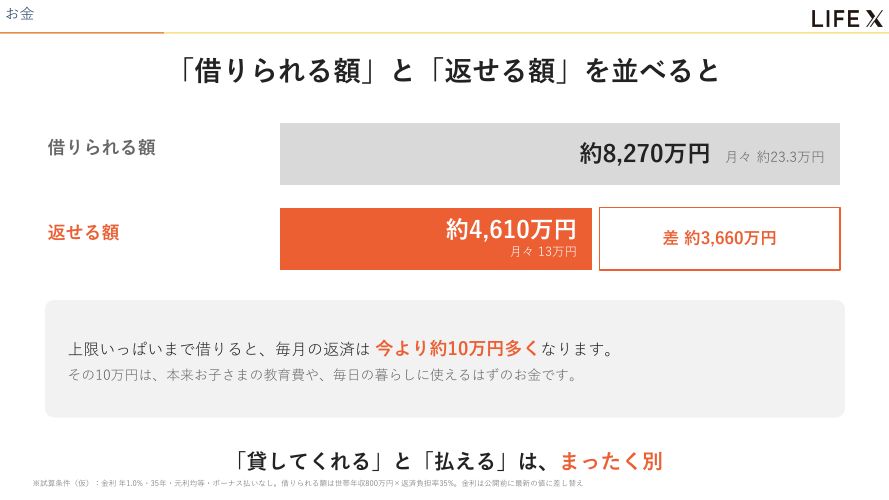 お金
LIFE X
「借りられる額」と「返せる額」を並べると
借りられる額
約8,270万円 月々 約23.3万円
返せる額
約4,610万円
月々 13万円
差 約3,660万円
上限いっぱいまで借りると、毎月の返済は 今より約10万円多くなります。
その10万円は、本来お子さまの教育費や、毎日の暮らしに使えるはずのお金です。
「貸してくれる」と「払える」は、まったく別
※試算条件（仮）：金利 年1.0%・35年・元利均等・ボーナス払いなし。借りられる額は世帯年収800万円×返済負担率35%。金利は公開前に最新の値に差し替え